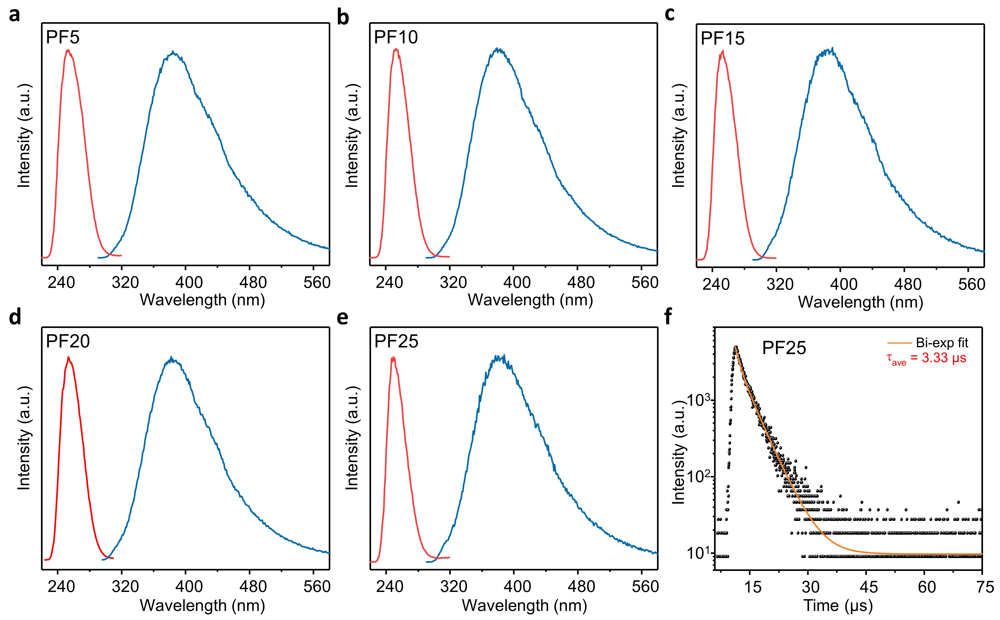 a
PF5
Intensity (a.u.)
240 320 400 480 560
Wavelength (nm)
b
PF10
Intensity (a.u.)
240 320 400 480 560
Wavelength (nm)
c
PF15
Intensity (a.u.)
240 320 400 480 560
Wavelength (nm)
d
PF20
Intensity (a.u.)
240 320 400 480 560
Wavelength (nm)
e
PF25
Intensity (a.u.)
240 320 400 480 560
Wavelength (nm)
f
PF25
Bi-exp fit
τave = 3.33 µs
Intensity (a.u.)
10³
10²
10¹
15 30 45 60 75
Time (µs)